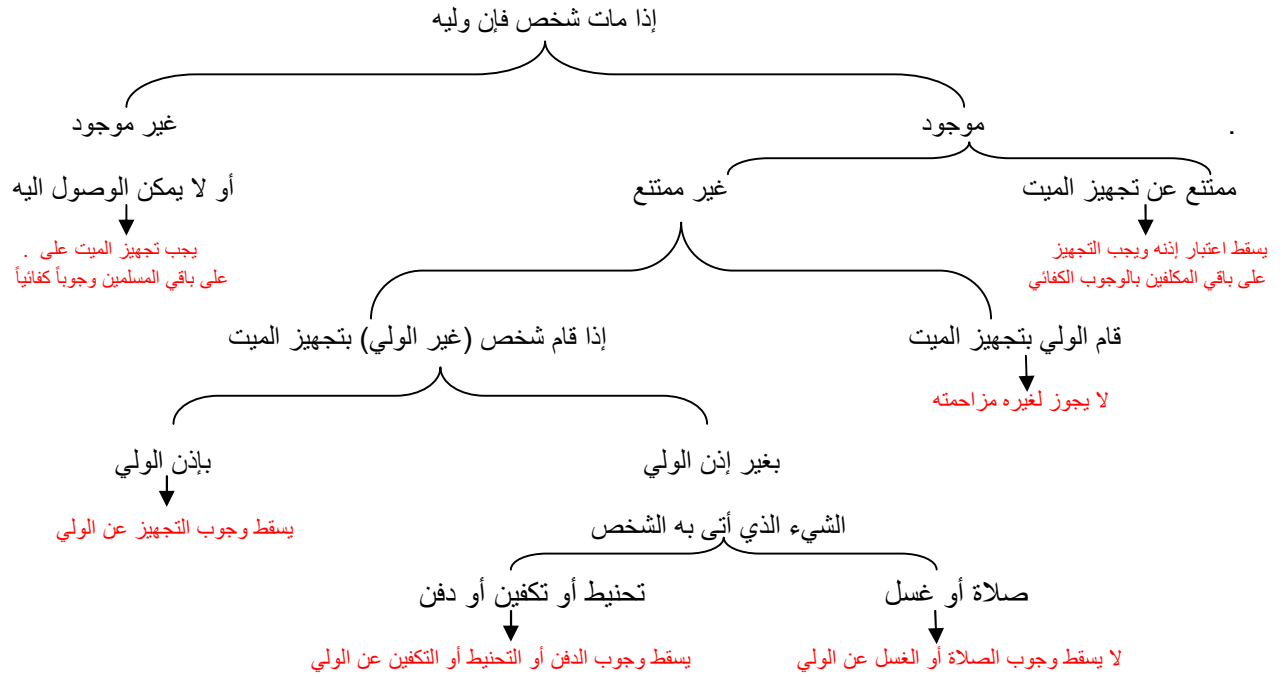 إذا مات شخص فإن وليه
. موجود
غير موجود
ممتنع عن تجهيز الميت
غير ممتنع
أو لا يمكن الوصول اليه
يسقط اعتبار إذنه ويجب التجهيز
على باقي المكلفين بالوجوب الكفائي
يجب تجهيز الميت على .
على باقي المسلمين وجوباً كفائياً
قام الولي بتجهيز الميت
إذا قام شخص (غير الولي) بتجهيز الميت
لا يجوز لغيره مزاحمته
بغير إذن الولي
بإذن الولي
يسقط وجوب التجهيز عن الولي
الشيء الذي أتى به الشخص
صلاة أو غسل
تحنيط أو تكفين أو دفن
لا يسقط وجوب الصلاة أو الغسل عن الولي
يسقط وجوب الدفن أو التحنيط أو التكفين عن الولي